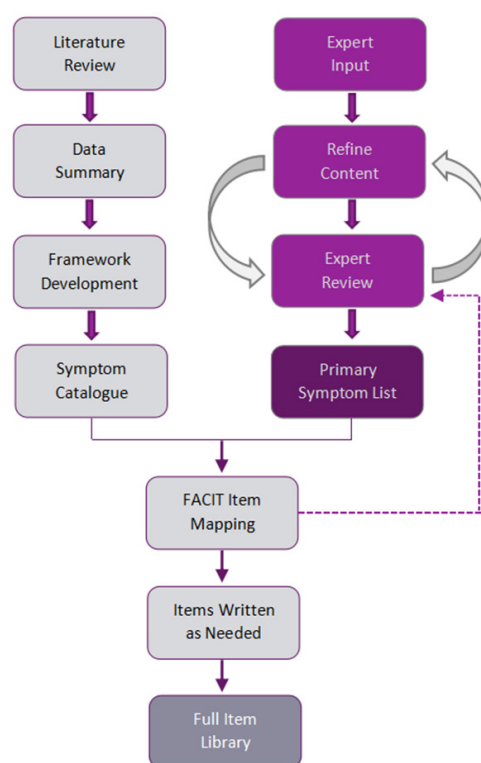 Literature
Review
Data
Summary
Framework
Development
Symptom
Catalogue
Expert
Input
Refine
Content
Expert
Review
Primary
Symptom List
FACIT Item
Mapping
Items Written
as Needed
Full Item
Library